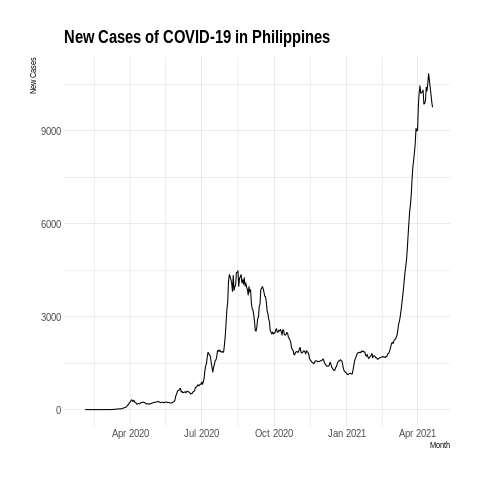 New Cases of COVID-19 in Philippines
New Cases
9000
6000
3000
0
Apr 2020 Jul 2020 Oct 2020 Jan 2021 Apr 2021
Month